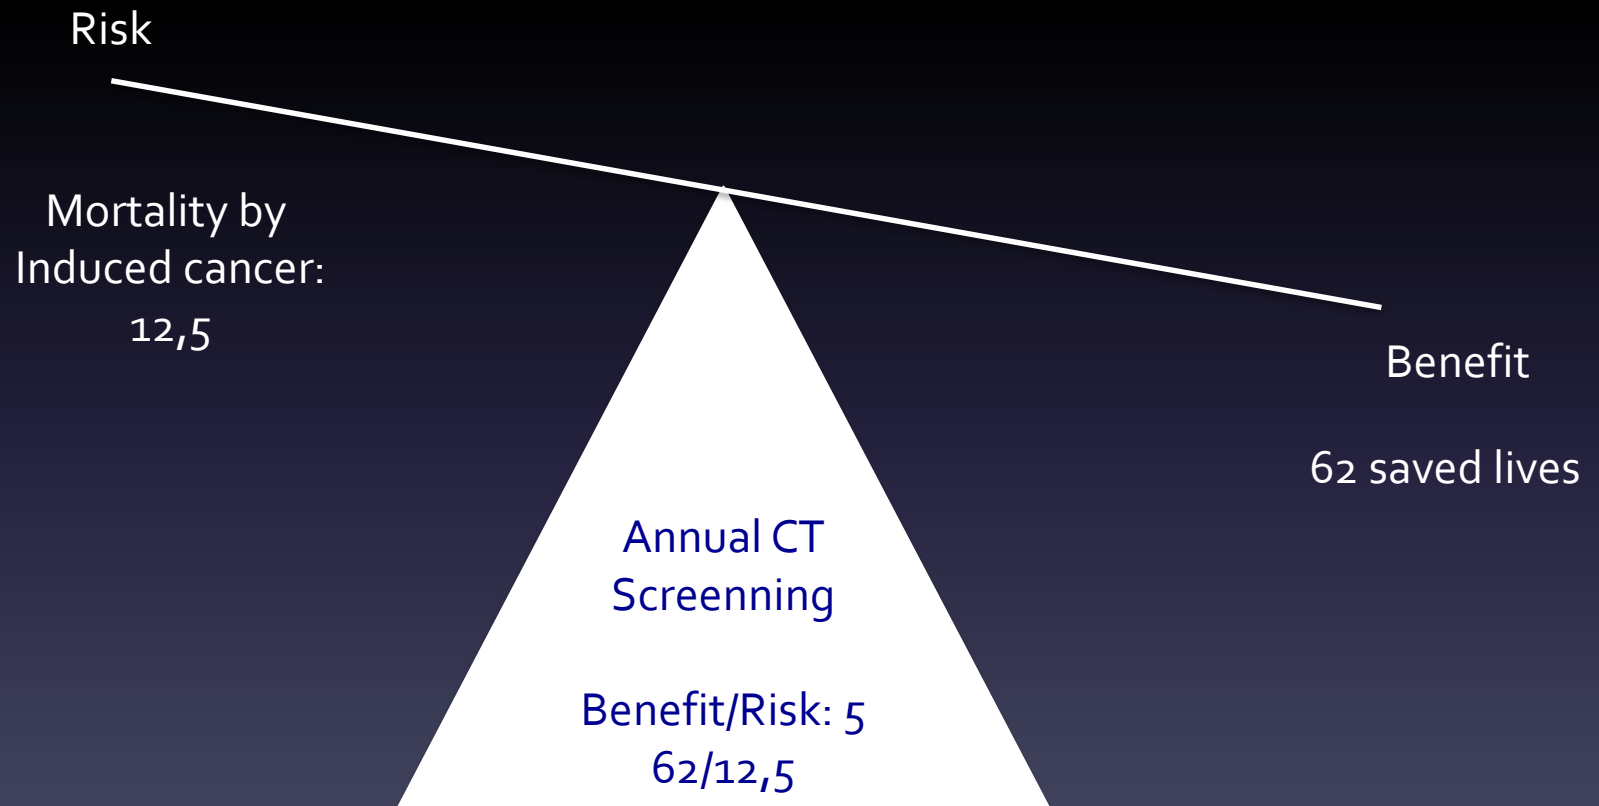 Risk
Mortality by
Induced cancer:
12,5
Benefit
62 saved lives
Annual CT
Screenning
Benefit/Risk: 5
62/12,5